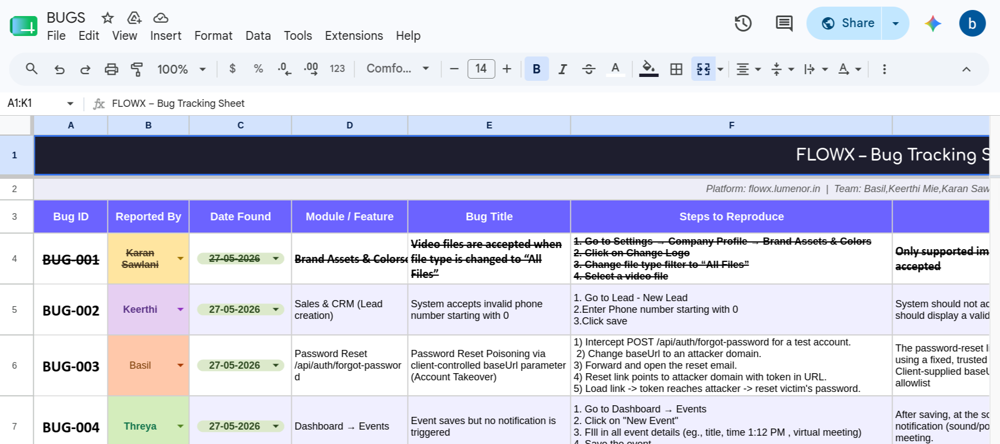 BUGS
File Edit View Insert Format Data Tools Extensions Help
Share
b
100% $ % .0 .00 123 Comfo... 14 B I A A
A1:K1 fx FLOWX – Bug Tracking Sheet
A B C D E F
1 FLOWX – Bug Tracking S
2 Platform: flowx.lumenor.in | Team: Basil,Keerthi Mie,Karan Saw
3 Bug ID Reported By Date Found Module / Feature Bug Title Steps to Reproduce
4
BUG-001
Karan
Sawlani
27-05-2026
Brand Assets & Colorsc
Video files are accepted when
file type is changed to “All
Files”
1. Go to Settings → Company Profile → Brand Assets & Colors
2. Click on Change Logo
3. Change file type filter to “All Files”
4. Select a video file
Only supported im
accepted
5
BUG-002
Keerthi
27-05-2026
Sales & CRM (Lead
creation)
System accepts invalid phone
number starting with 0
1. Go to Lead - New Lead
2.Enter Phone number starting with 0
3.Click save
System should not ac
should display a valid
6
BUG-003
Basil
27-05-2026
Password Reset
/api/auth/forgot-passwor
d
Password Reset Poisoning via
client-controlled baseUrl parameter
(Account Takeover)
1) Intercept POST /api/auth/forgot-password for a test account.
2) Change baseUrl to an attacker domain.
3) Forward and open the reset email.
4) Reset link points to attacker domain with token in URL.
5) Load link -> token reaches attacker -> reset victim's password.
The password-reset li
using a fixed, trusted
Client-supplied baseU
allowlist
7
BUG-004
Threya
27-05-2026
Dashboard → Events
Event saves but no notification is
triggered
1. Go to Dashboard → Events
2. Click on "New Event"
3. FIll in all event details (eg., title, time 1:12 PM , virtual meeting)
4. Save the event
After saving, at the sc
notification (sound/po
meeting.